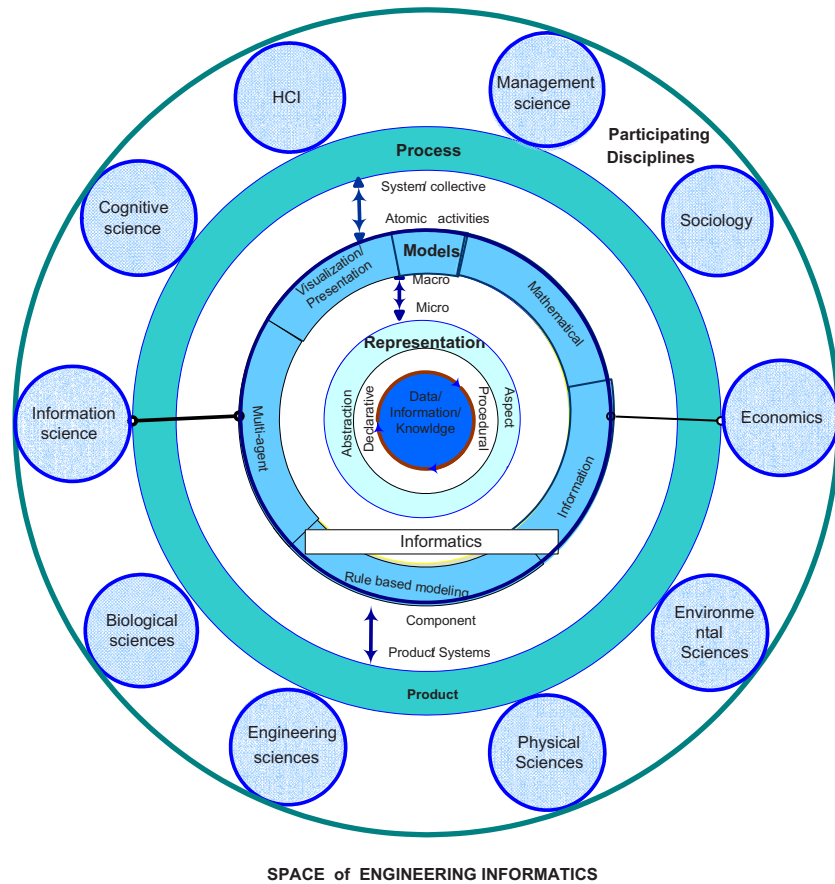 HCI
Management
science
Participating
Disciplines
Process
Cognitive
science
System/ collective
Atomic activities
Sociology
Visualization/
Presentation
Models
Macro
Micro
Mathematical
Representation
Information
science
Multi-agent
Abstraction
Declarative
Data/
Information/
Knowledge
Procedural
Aspect
Information
Economics
Informatics
Rule based modeling
Biological
sciences
Component
Product/ Systems
Environme
ntal
Sciences
Product
Engineering
sciences
Physical
Sciences
SPACE of ENGINEERING INFORMATICS